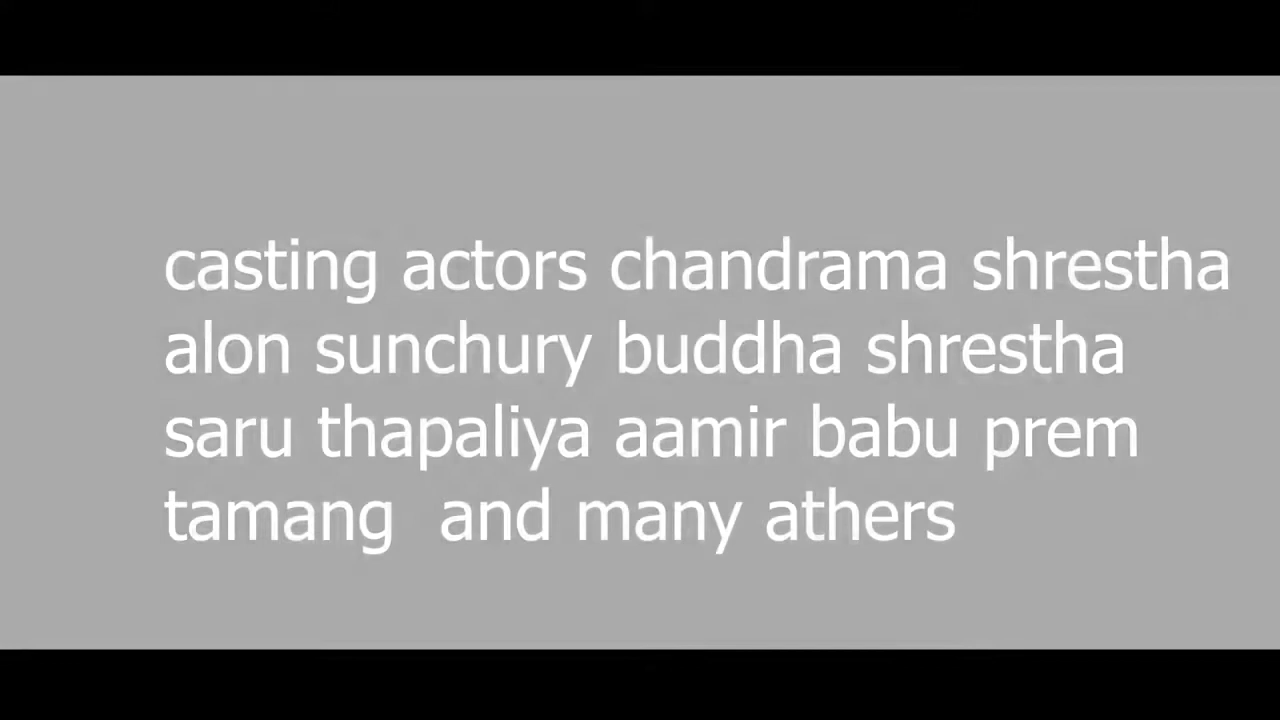 casting actors chandrama shrestha
alon sunchury buddha shrestha
saru thapaliya aamir babu prem
tamang  and many athers